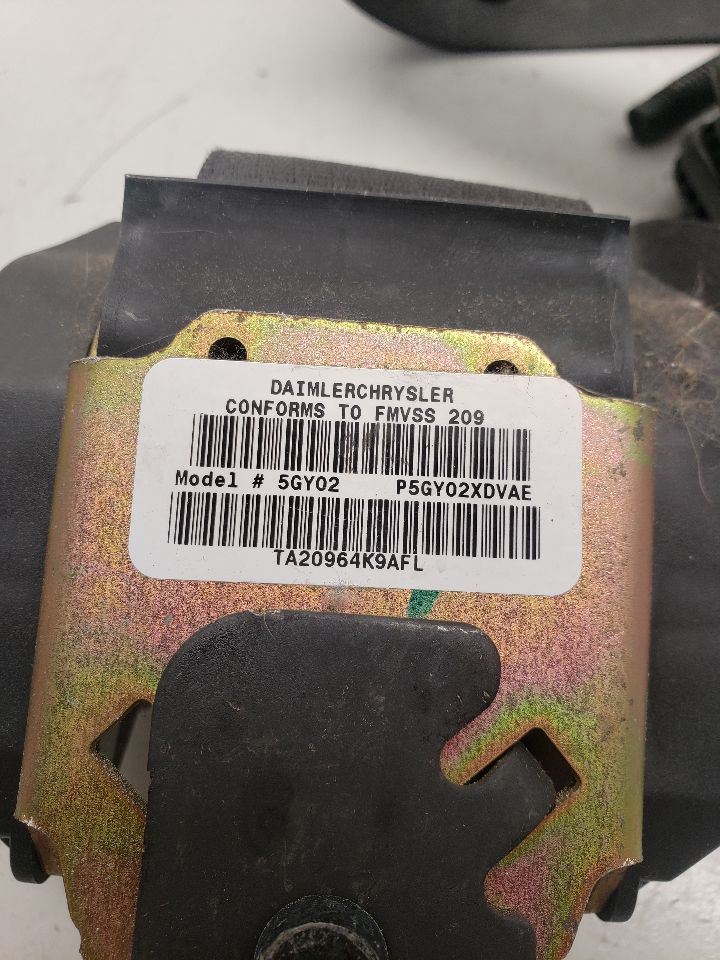 DAIMLERCHRYSLER
CONFORMS TO FMVSS 209
Model # 5GY02 P5GY02XDVAE
TA20964K9AFL